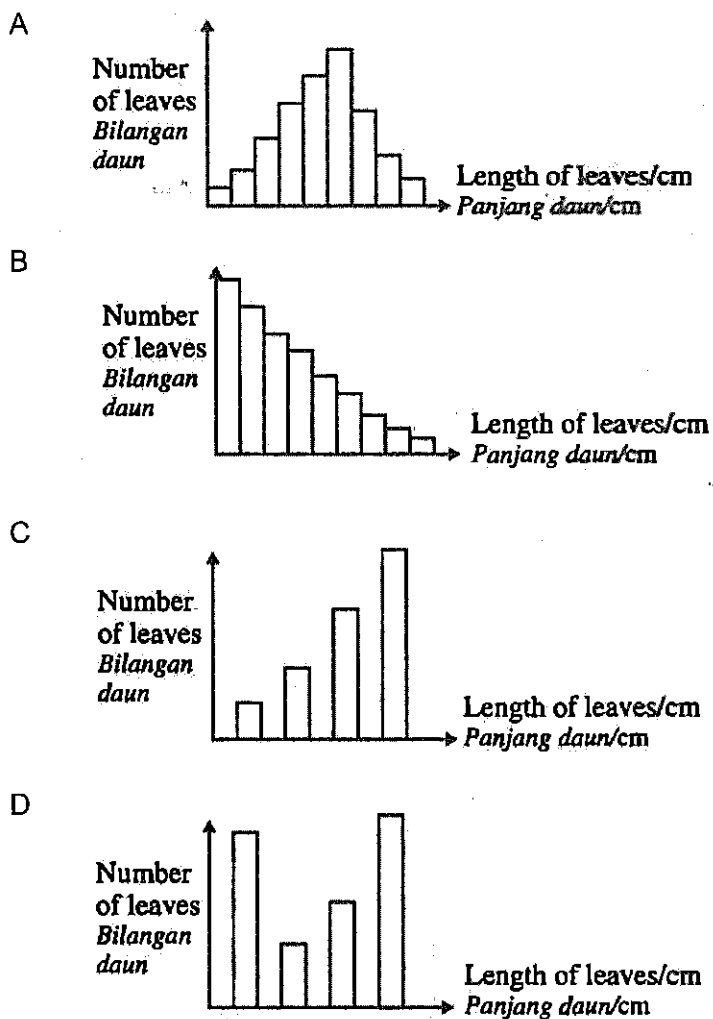 A
Number
of leaves
Bilangan
daun
Length of leaves/cm
Panjang daun/cm
B
Number
of leaves
Bilangan
daun
Length of leaves/cm
Panjang daun/cm
C
Number
of leaves
Bilangan
daun
Length of leaves/cm
Panjang daun/cm
D
Number
of leaves
Bilangan
daun
Length of leaves/cm
Panjang daun/cm